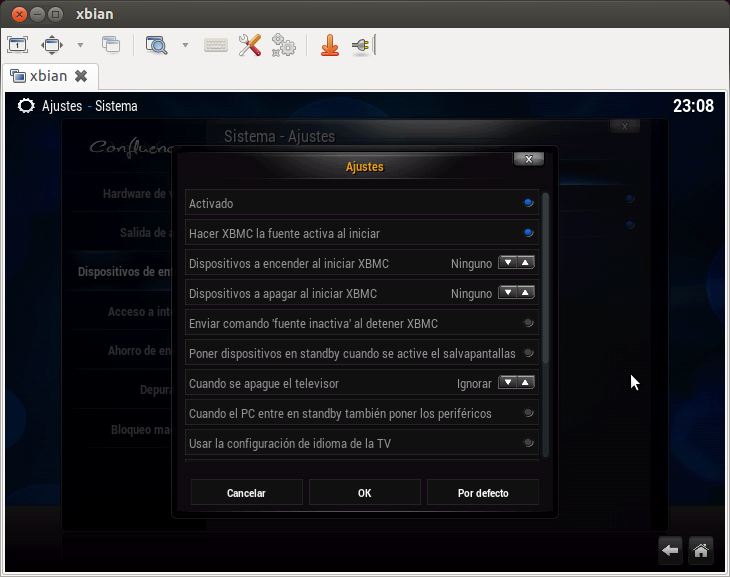 xbian
xbian
Ajustes - Sistema
23:08
Sistema - Ajustes
Ajustes
Hardware de
Salida de
Dispositivos de en
Acceso a int
Ahorro de en
Depura
Bloqueo ma
Activado
Hacer XBMC la fuente activa al iniciar
Dispositivos a encender al iniciar XBMC Ninguno
Dispositivos a apagar al iniciar XBMC Ninguno
Enviar comando 'fuente inactiva' al detener XBMC
Poner dispositivos en standby cuando se active el salvapantallas
Cuando se apague el televisor Ignorar
Cuando el PC entre en standby también poner los periféricos
Usar la configuración de idioma de la TV
Cancelar OK Por defecto